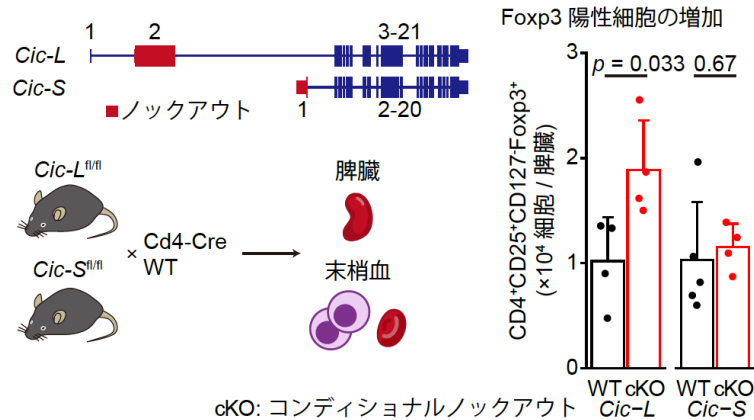 Foxp3 陽性細胞の増加
1 2 3-21
Cic-L
Cic-S
■ノックアウト 1 2-20
Cic-L^fl/fl
Cic-S^fl/fl
× Cd4-Cre
WT
脾臓
末梢血
CD4⁺CD25⁺CD127⁻Foxp3⁺
(×10⁴ 細胞 / 脾臓)
3
2
1
0
p = 0.033 0.67
WT cKO WT cKO
Cic–L Cic–S
cKO: コンディショナルノックアウト